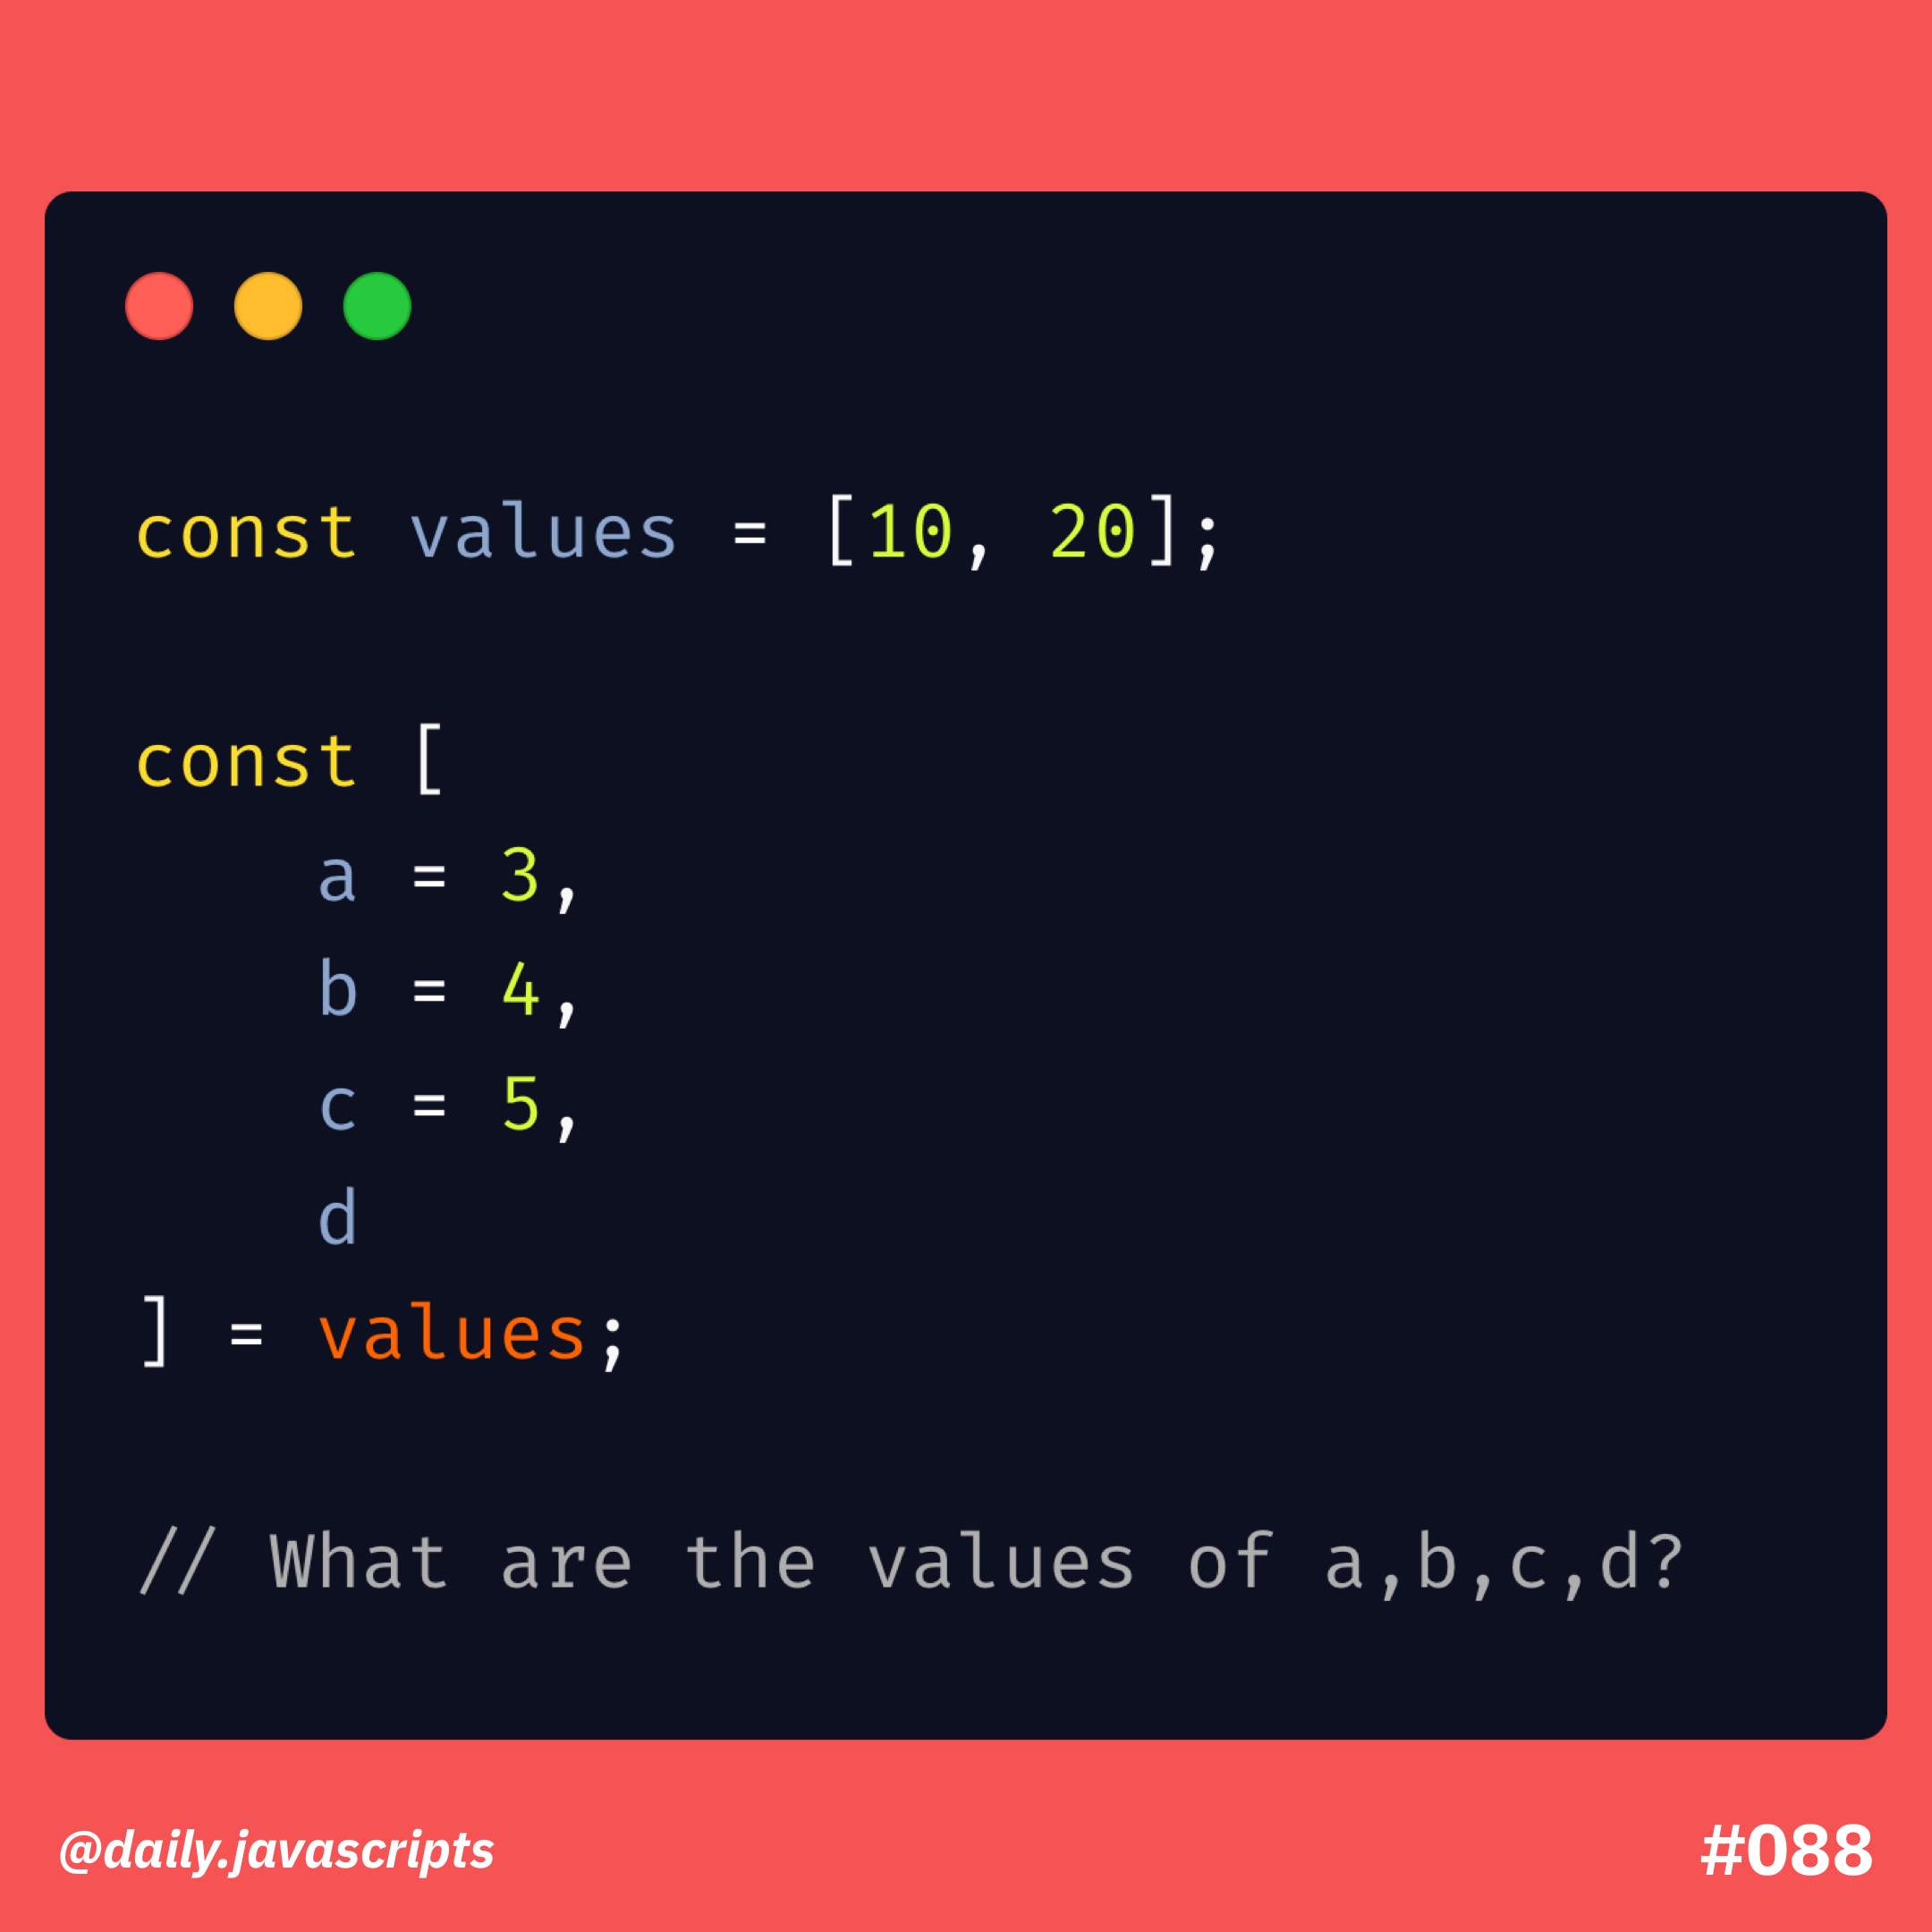 const values = [10, 20];
const [
    a = 3,
    b = 4,
    c = 5,
    d
] = values;
// What are the values of a,b,c,d?
@daily.javascripts
#088